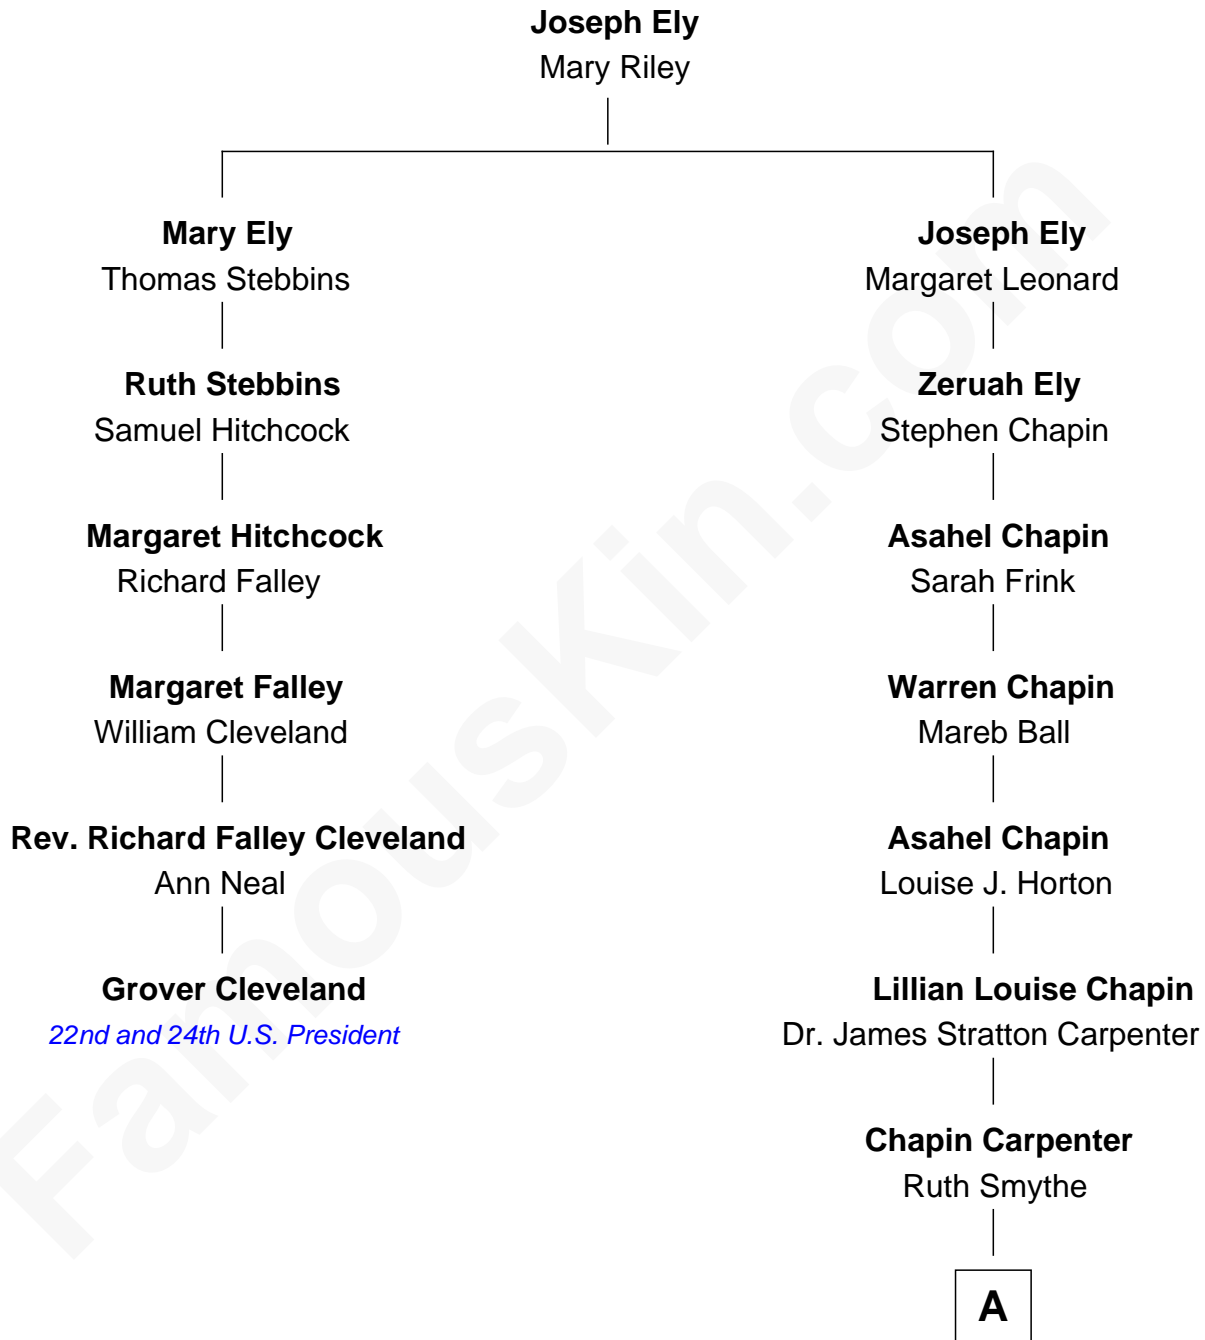 Joseph Ely
Mary Riley
Mary Ely
Thomas Stebbins
Joseph Ely
Margaret Leonard
Ruth Stebbins
Samuel Hitchcock
Zeruah Ely
Stephen Chapin
Margaret Hitchcock
Richard Falley
Asahel Chapin
Sarah Frink
Margaret Falley
William Cleveland
Warren Chapin
Mareb Ball
Rev. Richard Falley Cleveland
Ann Neal
Asahel Chapin
Louise J. Horton
Grover Cleveland
22nd and 24th U.S. President
Lillian Louise Chapin
Dr. James Stratton Carpenter
Chapin Carpenter
Ruth Smythe
A
FamousKin.com